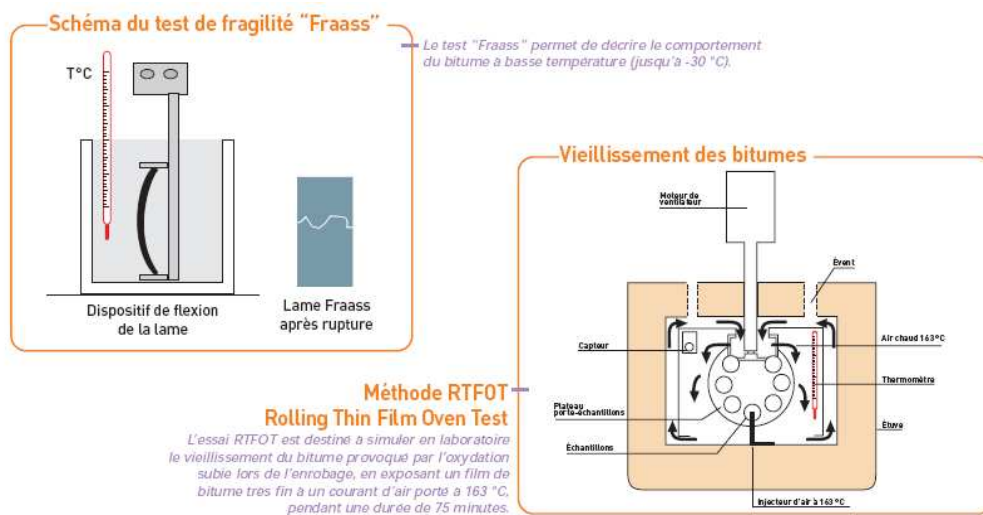 Schéma du test de fragilité "Fraass"
Le test "Fraass" permet de décrire le comportement
du bitume à basse température (jusqu'à -30 °C).
T°C
Dispositif de flexion
de la lame
Lame Fraass
après rupture
Vieillissement des bitumes
Moteur de
ventilateur
Évent
Capteur
Air chaud 163°C
Thermomètre
Plateau
porte-échantillons
Échantillons
Étuve
Injecteur d'air à 163°C
Méthode RTFOT
Rolling Thin Film Oven Test
L'essai RTFOT est destiné à simuler en laboratoire
le vieillissement du bitume provoqué par l'oxydation
subie lors de l'enrobage, en exposant un film de
bitume très fin à un courant d'air porté à 163 °C,
pendant une durée de 75 minutes.